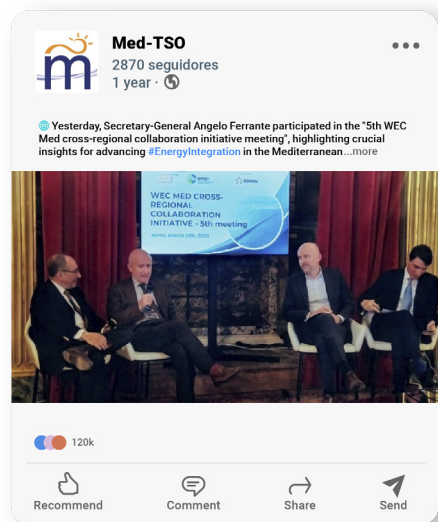 Med-TSO
2870 seguidores
1 year ·
Yesterday, Secretary-General Angelo Ferrante participated in the "5th WEC
Med cross-regional collaboration initiative meeting", highlighting crucial
insights for advancing #EnergyIntegration in the Mediterranean...more
WEC MED CROSS-
REGIONAL
COLLABORATION
INITIATIVE - 5th meeting
120k
Recommend
Comment
Share
Send